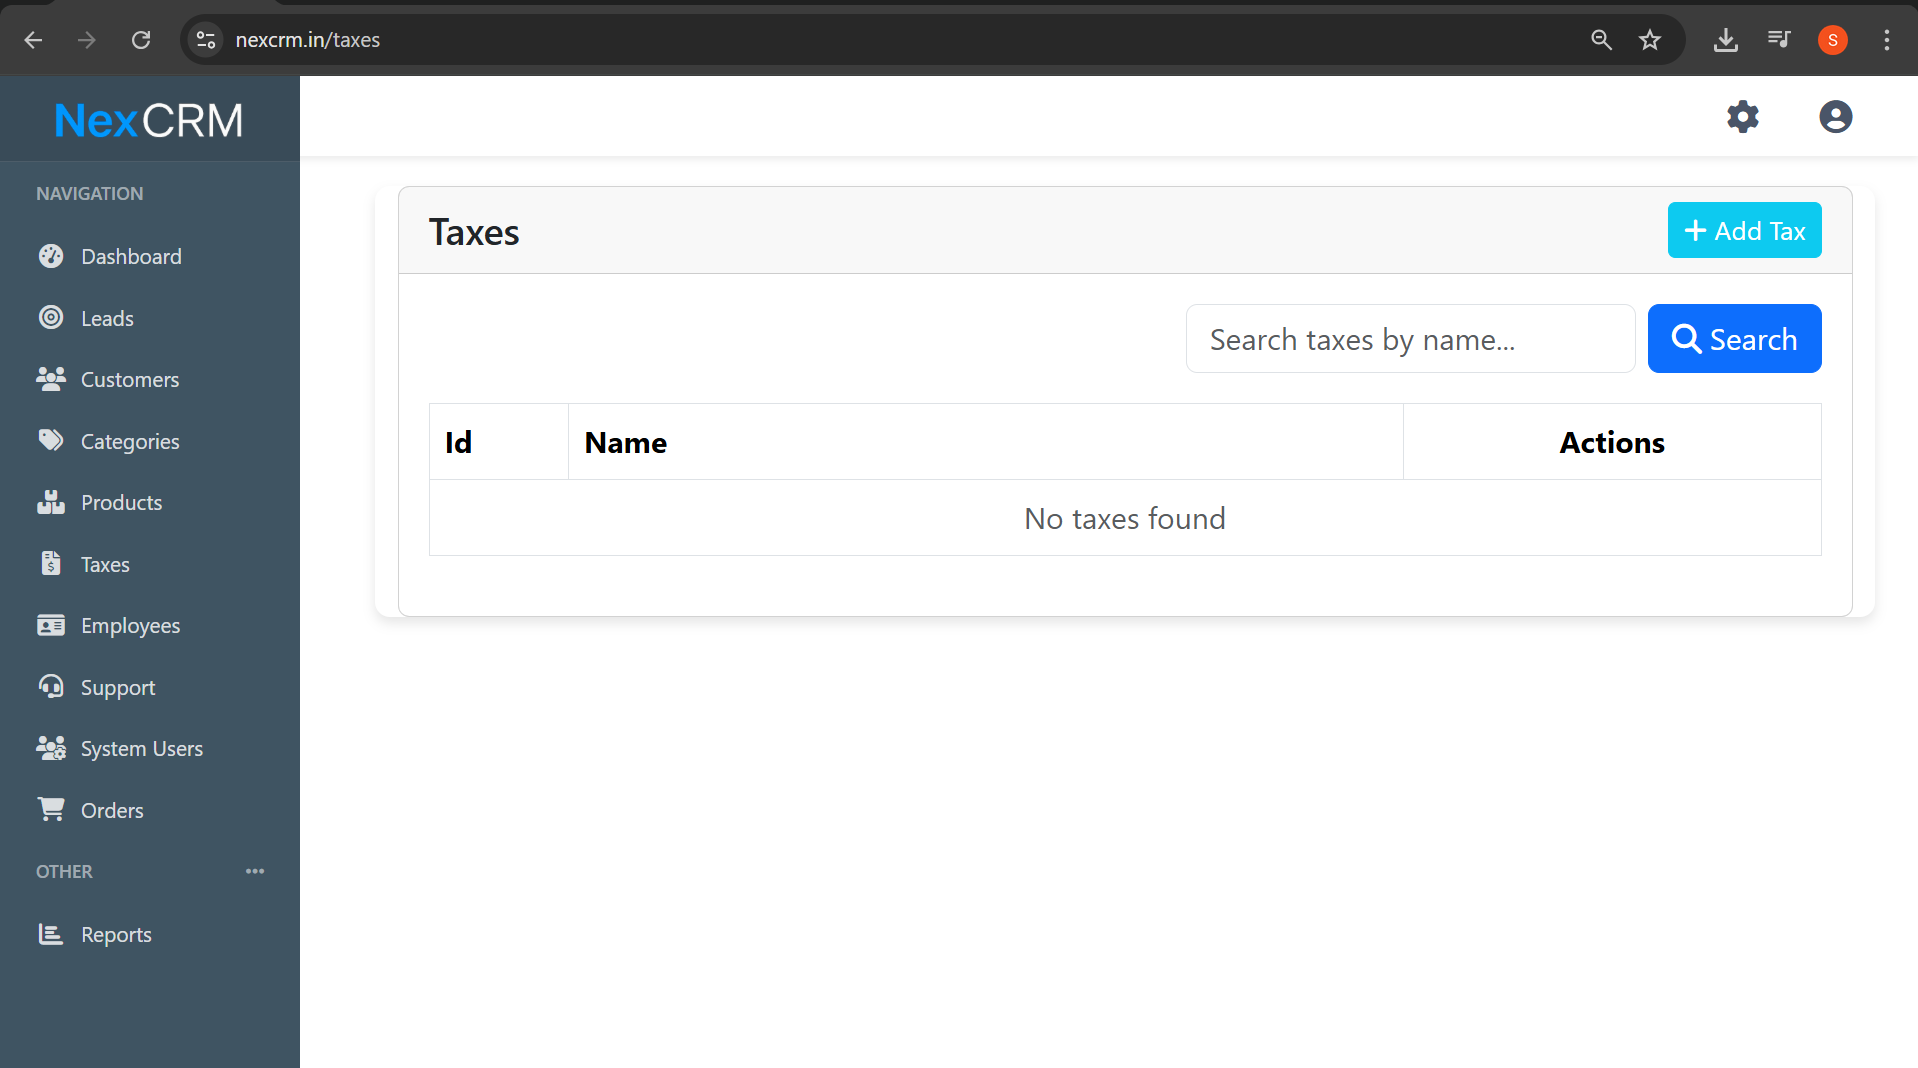 nexcrm.in/taxes
S
NexCRM
NAVIGATION
Dashboard
Leads
Customers
Categories
Products
Taxes
Employees
Support
System Users
Orders
OTHER
Reports
Taxes
Add Tax
Search taxes by name...
Search
Id Name Actions
No taxes found